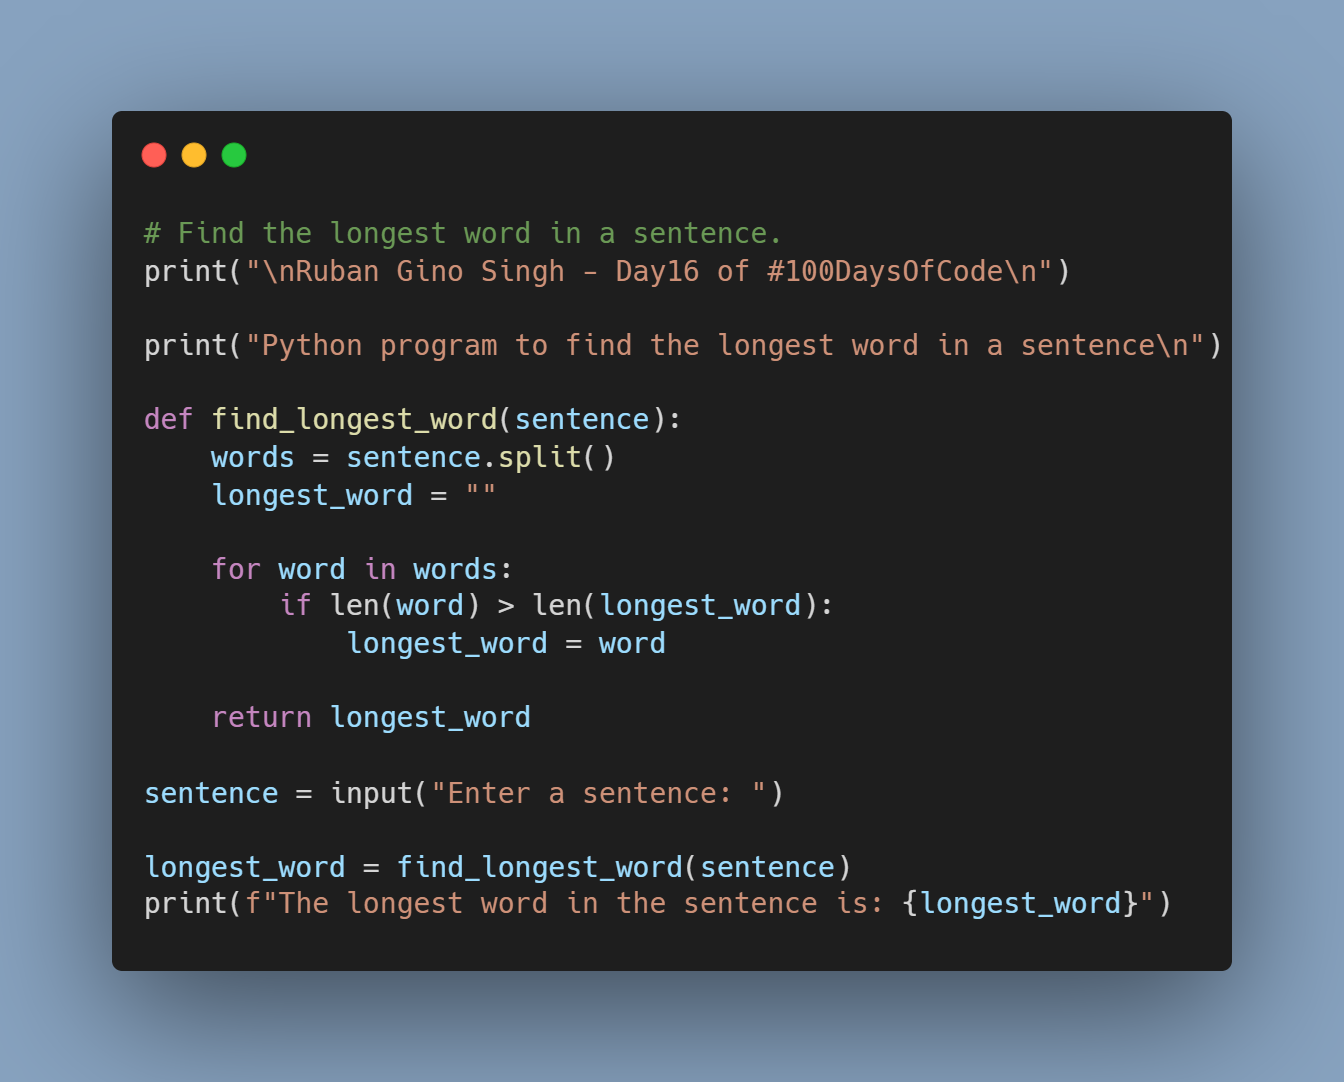 # Find the longest word in a sentence.
print("\nRuban Gino Singh - Day16 of #100DaysOfCode\n")
print("Python program to find the longest word in a sentence\n")
def find_longest_word(sentence):
    words = sentence.split()
    longest_word = ""
    for word in words:
        if len(word) > len(longest_word):
            longest_word = word
    return longest_word
sentence = input("Enter a sentence: ")
longest_word = find_longest_word(sentence)
print(f"The longest word in the sentence is: {longest_word}")